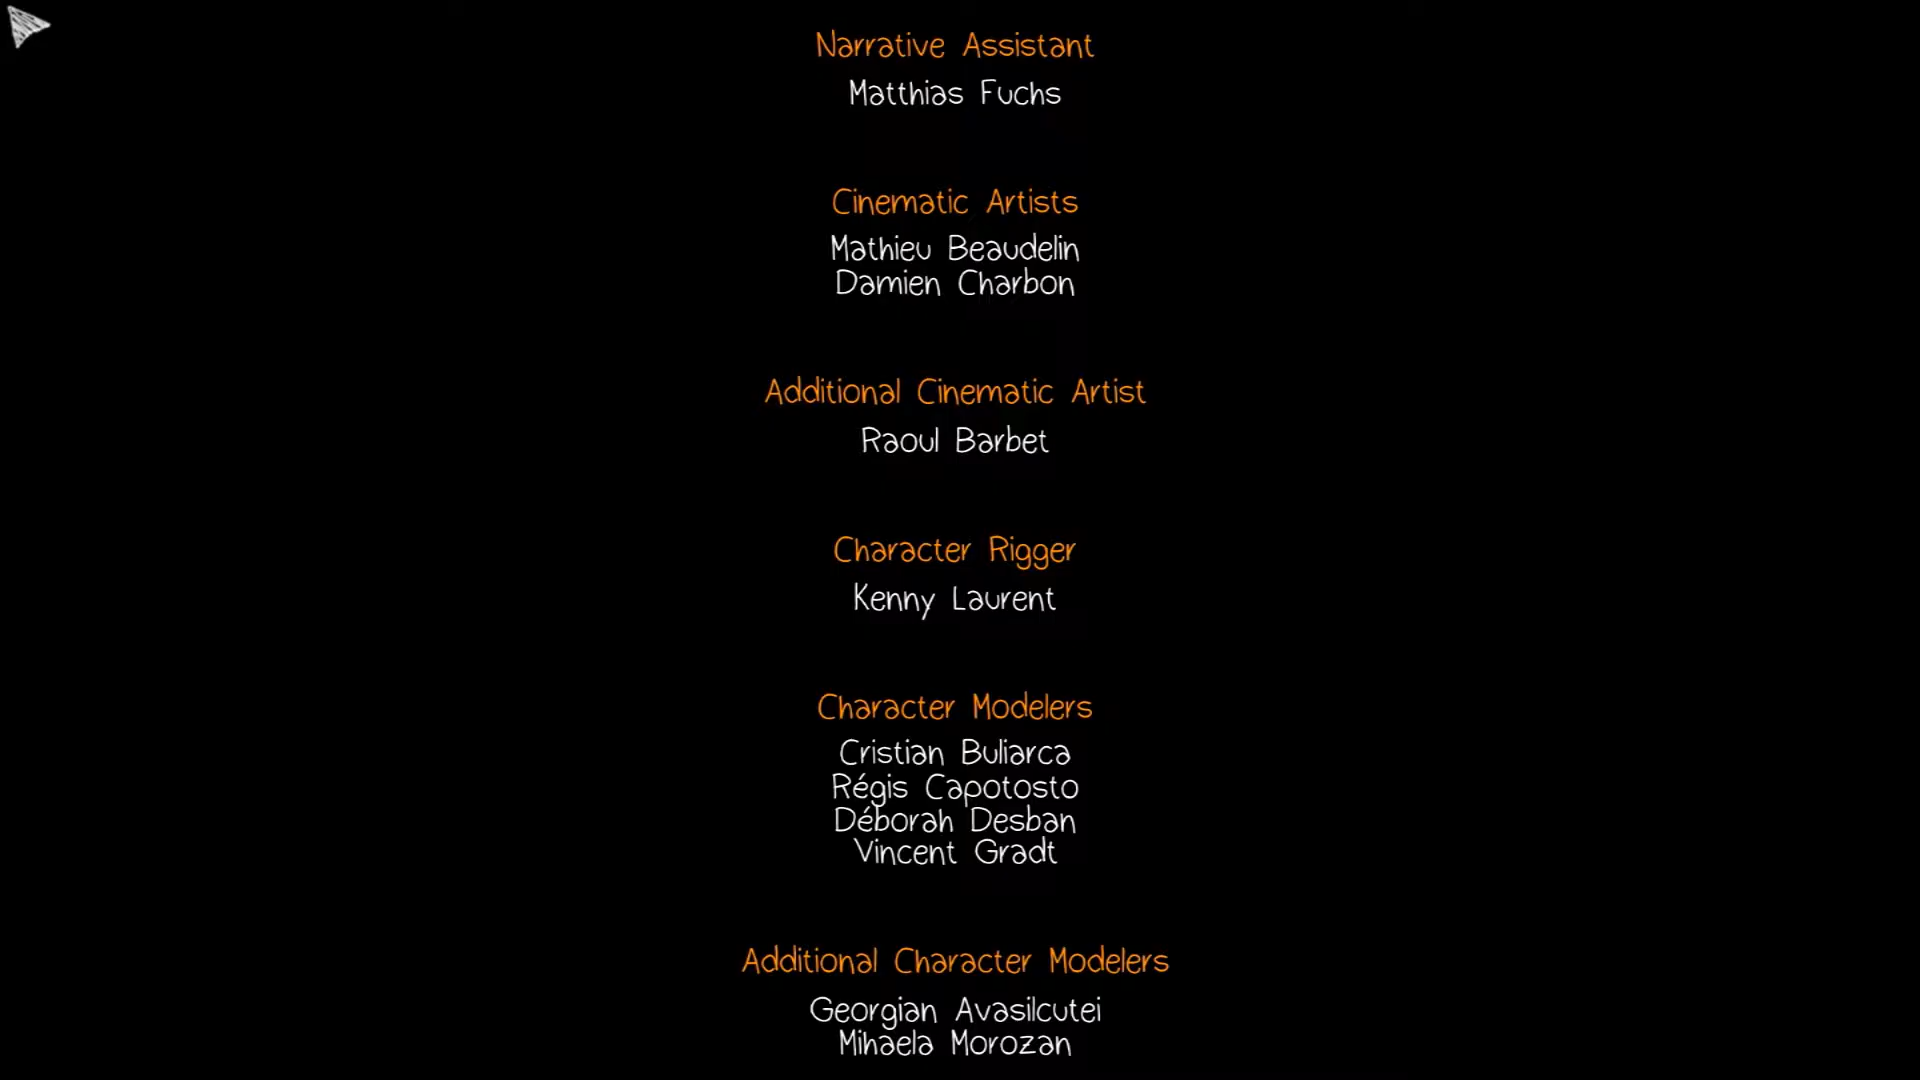 Narrative Assistant
Matthias Fuchs
Cinematic Artists
Mathieu Beaudelin
Damien Charbon
Additional Cinematic Artist
Raoul Barbet
Character Rigger
Kenny Laurent
Character Modelers
Cristian Buliarca
Régis Capotosto
Déborah Desban
Vincent Gradt
Additional Character Modelers
Georgian Avasilcutei
Mihaela Morozan